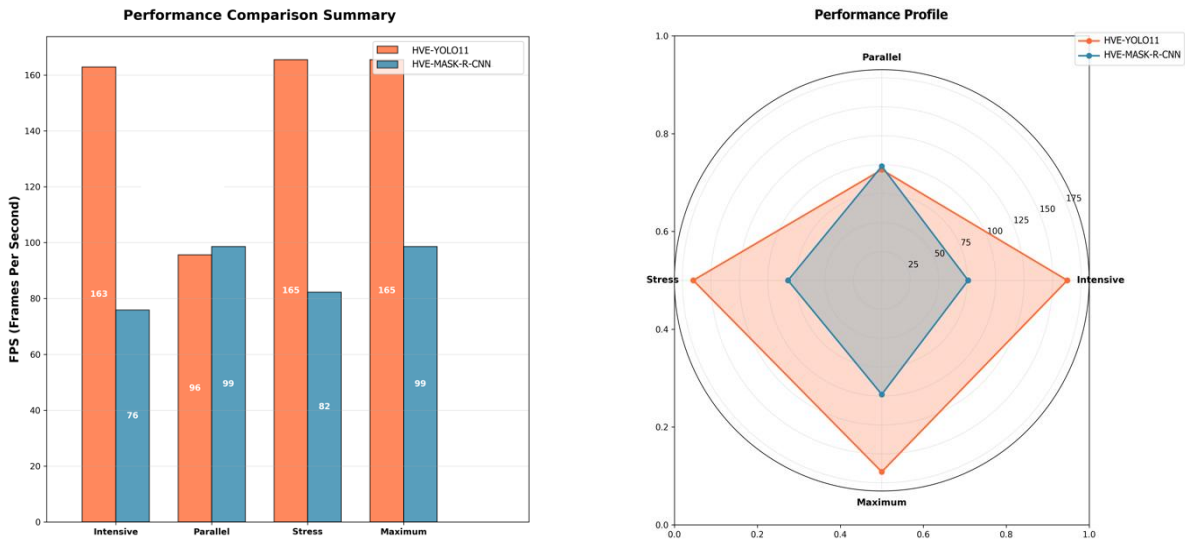 Performance Comparison Summary
HVE-YOLO11
HVE-MASK-R-CNN
FPS (Frames Per Second)
160
140
120
100
80
60
40
20
0
163
76
96
99
165
82
165
99
Intensive
Parallel
Stress
Maximum
Performance Profile
HVE-YOLO11
HVE-MASK-R-CNN
1.0
0.8
0.6
0.4
0.2
0.0
Parallel
Stress
Intensive
Maximum
25
50
75
100
125
150
175
0.0
0.2
0.4
0.6
0.8
1.0